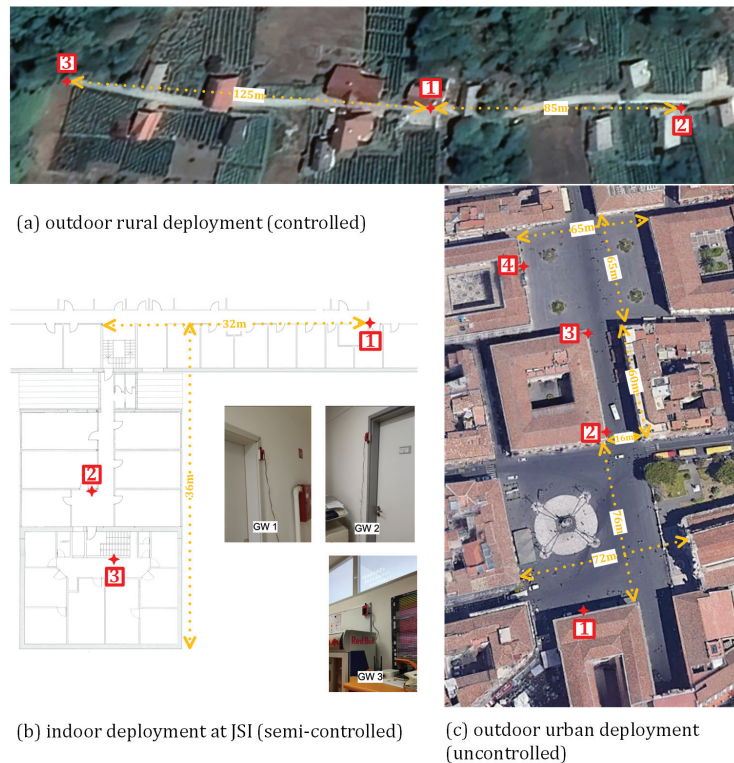 3
1
125m
85m
2
(a) outdoor rural deployment (controlled)
65m
4
65m
32m
1
3
60m
2
16m
36m
2
76m
GW 1
GW 2
3
72m
Red Bull
1
GW 3
(b) indoor deployment at JSI (semi-controlled)
(c) outdoor urban deployment
(uncontrolled)